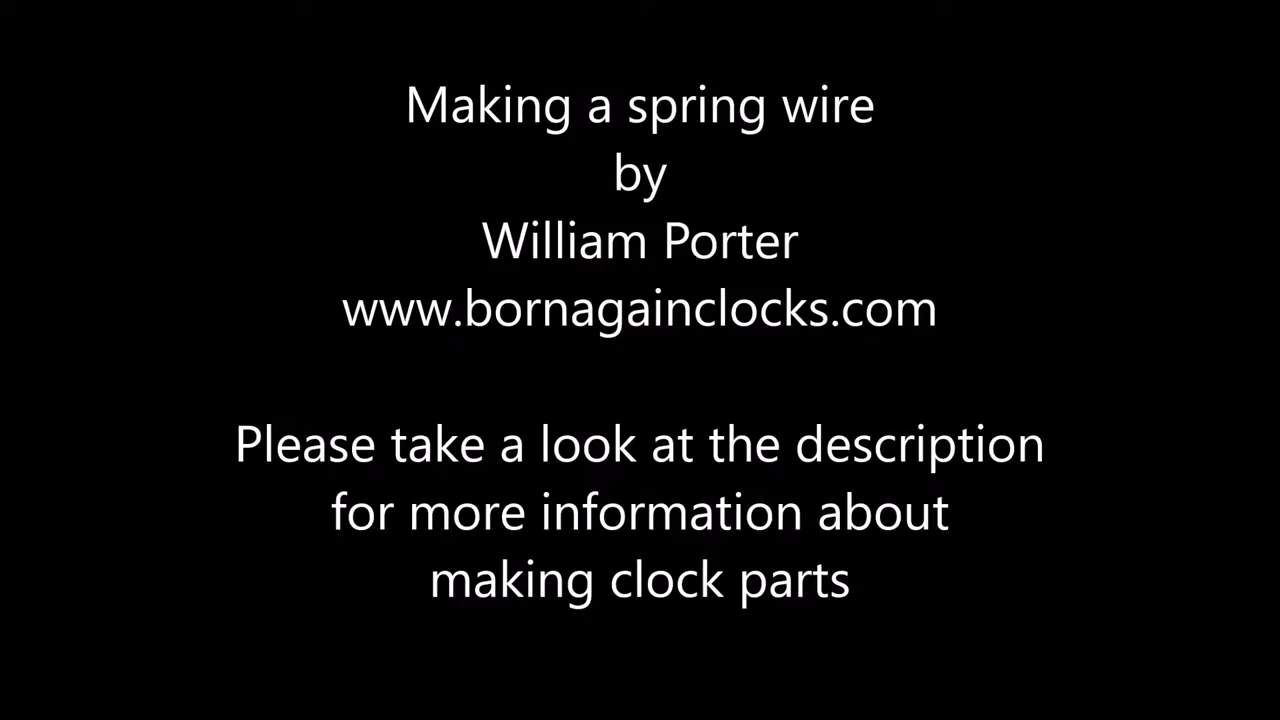 Making a spring wire
by
William Porter
www.bornagainclocks.com
Please take a look at the description
for more information about
making clock parts